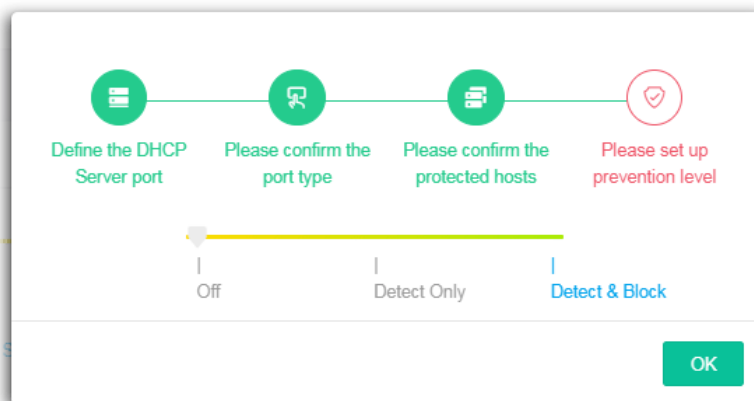 Define the DHCP
Server port
Please confirm the
port type
Please confirm the
protected hosts
Please set up
prevention level
Off
Detect Only
Detect & Block
OK